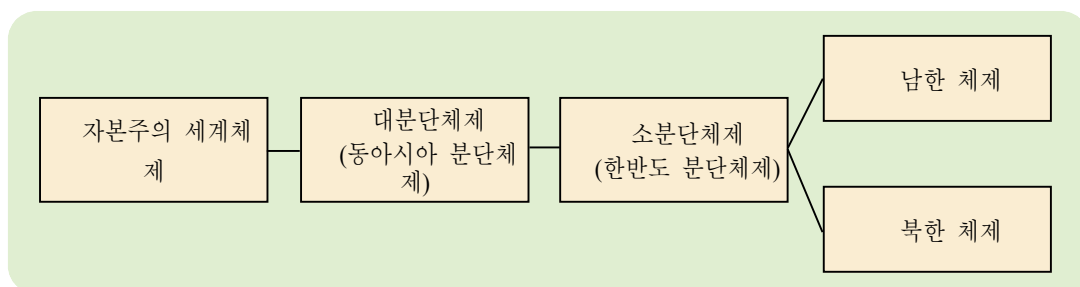 자본주의 세계체
제
대분단체제
(동아시아 분단체
제)
소분단체제
(한반도 분단체제)
남한 체제
북한 체제